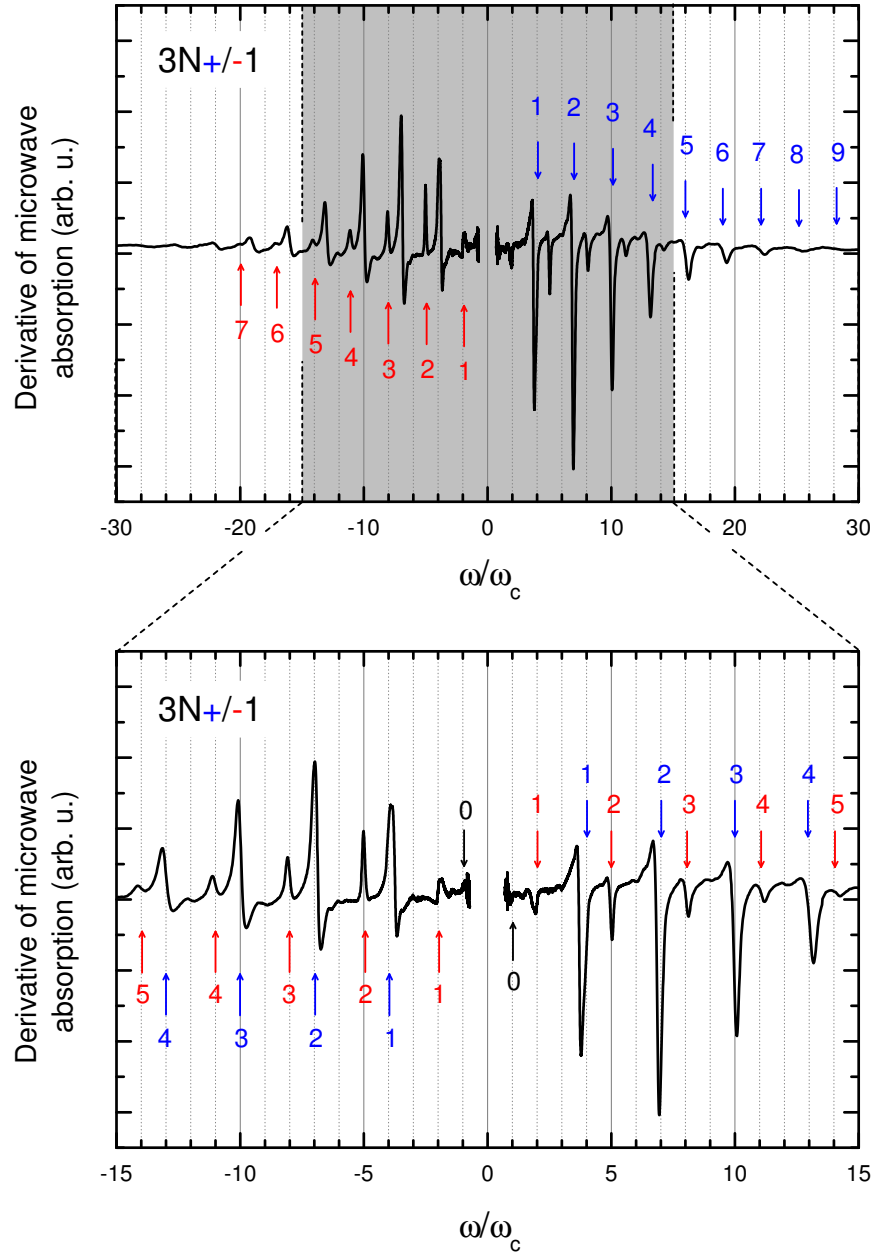 3N+/-1
Derivative of microwave
absorption (arb. u.)
1 2 3 4 5 6 7 8 9
7 6 5 4 3 2 1
-30 -20 -10 0 10 20 30
ω/ωc
3N+/-1
Derivative of microwave
absorption (arb. u.)
0 1 1 2 2 3 3 4 4 5
5 4 4 3 3 2 2 1 1 0
-15 -10 -5 0 5 10 15
ω/ωc